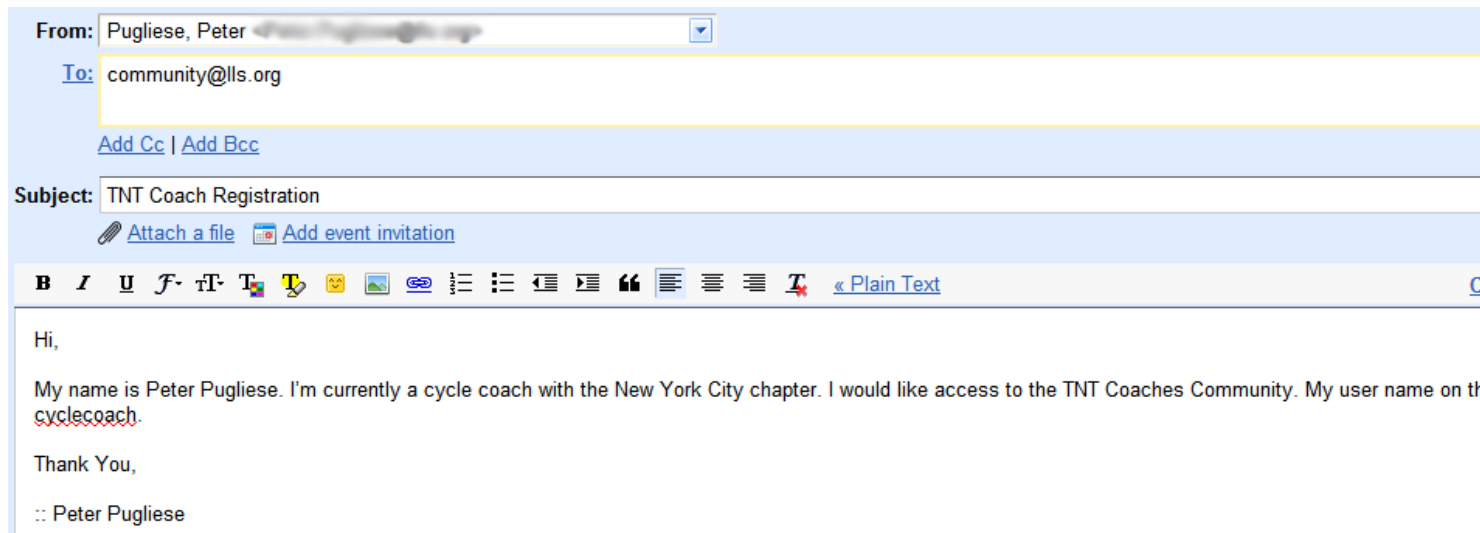 From: Pugliese, Peter
To: community@lls.org
Add Cc | Add Bcc
Subject: TNT Coach Registration
Attach a file Add event invitation
B I U F T T T « Plain Text
Hi,
My name is Peter Pugliese. I'm currently a cycle coach with the New York City chapter. I would like access to the TNT Coaches Community. My user name on
cyclecoach.
Thank You,
:: Peter Pugliese